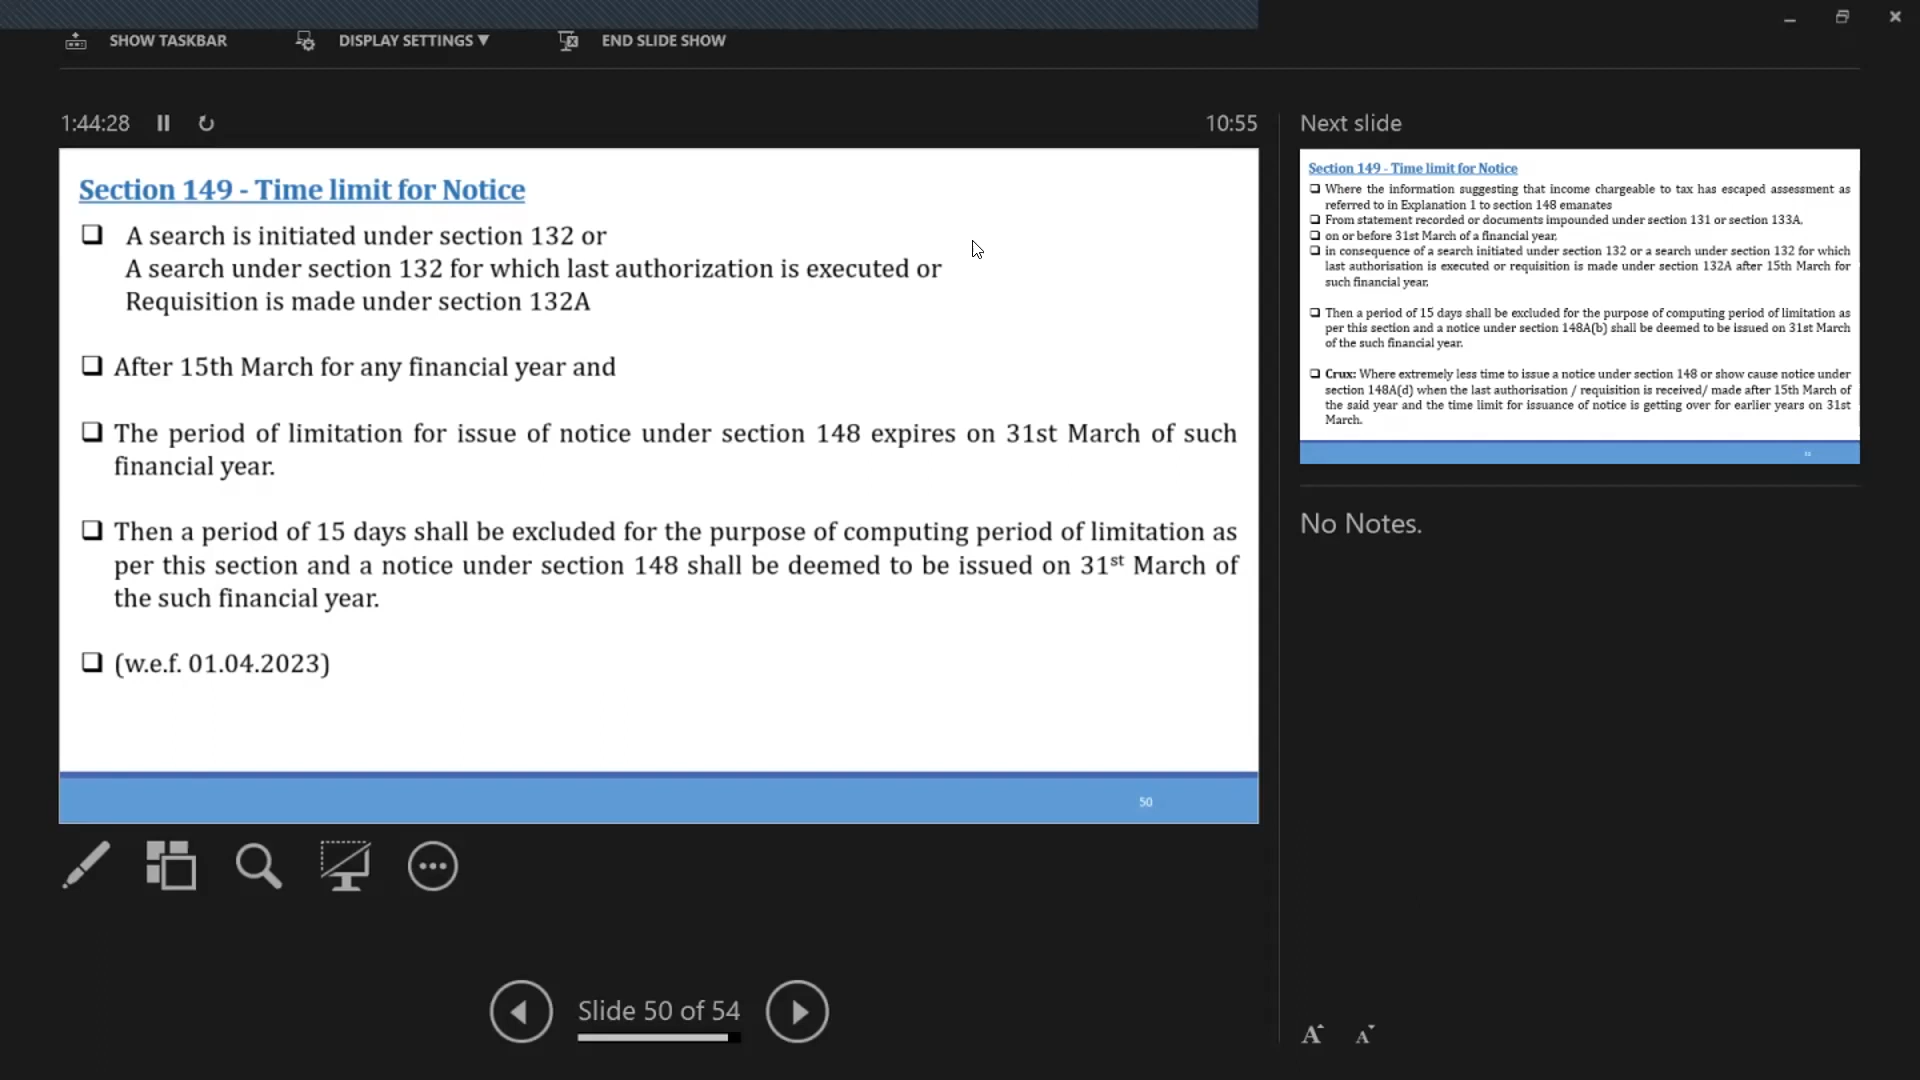 SHOW TASKBAR
DISPLAY SETTINGS ▼
END SLIDE SHOW
1:44:28
10:55
Next slide
Section 149 - Time limit for Notice
❑ A search is initiated under section 132 or
A search under section 132 for which last authorization is executed or
Requisition is made under section 132A
❑ After 15th March for any financial year and
❑ The period of limitation for issue of notice under section 148 expires on 31st March of such
financial year.
❑ Then a period of 15 days shall be excluded for the purpose of computing period of limitation as
per this section and a notice under section 148 shall be deemed to be issued on 31st March of
the such financial year.
❑ (w.e.f. 01.04.2023)
50
Section 149 - Time limit for Notice
❑ Where the information suggesting that income chargeable to tax has escaped assessment as
referred to in Explanation 1 to section 148 emanates
❑ From statement recorded or documents impounded under section 131 or section 133A,
❑ on or before 31st March of a financial year,
❑ in consequence of a search initiated under section 132 or a search under section 132 for which
last authorisation is executed or requisition is made under section 132A after 15th March for
such financial year.
❑ Then a period of 15 days shall be excluded for the purpose of computing period of limitation as
per this section and a notice under section 148A(b) shall be deemed to be issued on 31st March
of the such financial year.
❑ Crux: Where extremely less time to issue a notice under section 148 or show cause notice under
section 148A(d) when the last authorisation / requisition is received/ made after 15th March of
the said year and the time limit for issuance of notice is getting over for earlier years on 31st
March.
No Notes.
Slide 50 of 54
A A